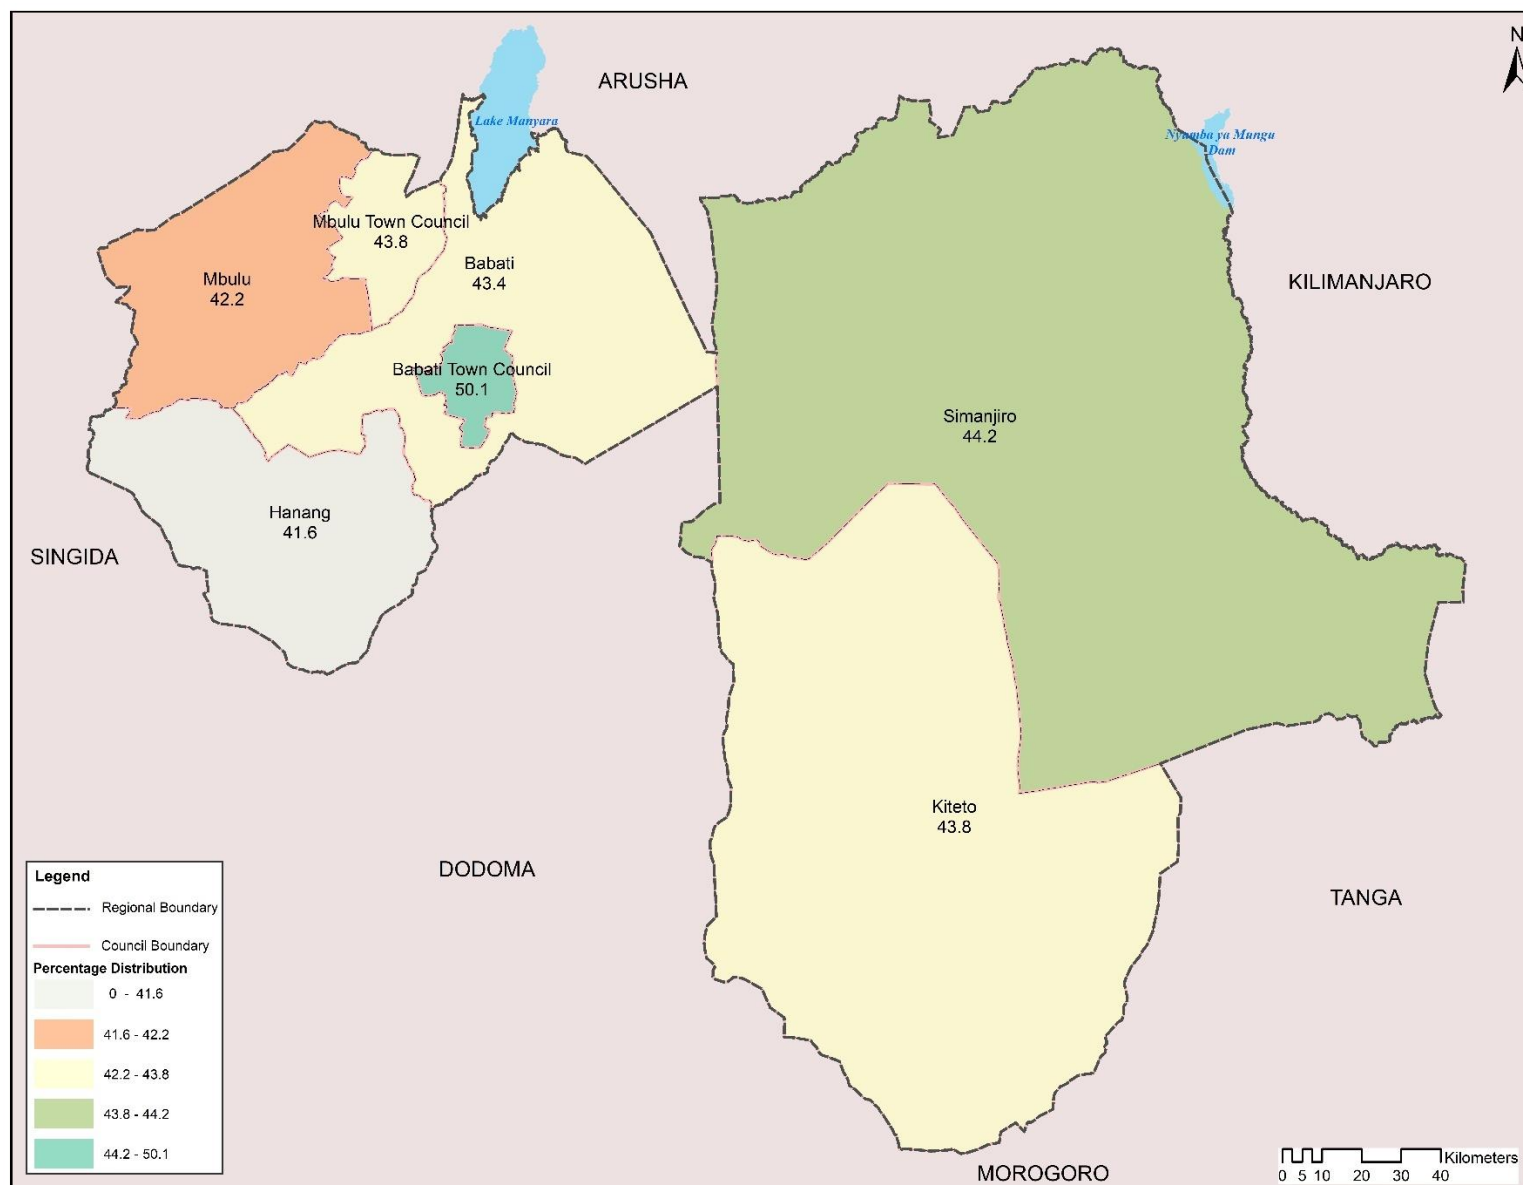 N
ARUSHA
Lake Manyara
Nyumba ya Mungu
Dam
Mbulu Town Council
43.8
Babati
43.4
Mbulu
42.2
KILIMANJARO
Babati Town Council
50.1
Simanjiro
44.2
Hanang
41.6
SINGIDA
Kiteto
43.8
DODOMA
TANGA
MOROGORO
Legend
Regional Boundary
Council Boundary
Percentage Distribution
0 - 41.6
41.6 - 42.2
42.2 - 43.8
43.8 - 44.2
44.2 - 50.1
Kilometers
0 5 10 20 30 40